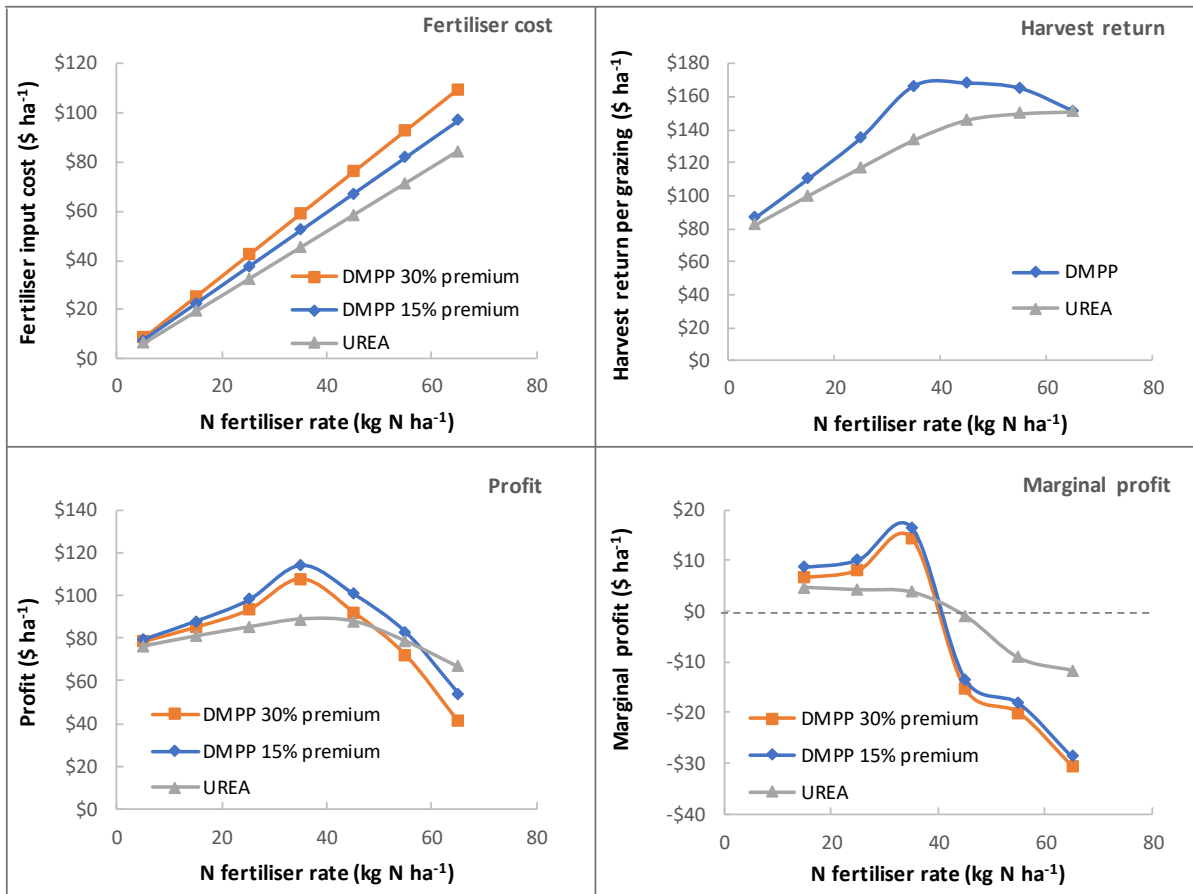 Fertiliser cost
Fertiliser input cost ($ ha⁻¹)
$120
$100
$80
$60
$40
$20
$0
0 20 40 60 80
N fertiliser rate (kg N ha⁻¹)
DMPP 30% premium
DMPP 15% premium
UREA
Harvest return
Harvest return per grazing ($ ha⁻¹)
$180
$160
$140
$120
$100
$80
$60
$40
$20
$0
0 20 40 60 80
N fertiliser rate (kg N ha⁻¹)
DMPP
UREA
Profit
Profit ($ ha⁻¹)
$140
$120
$100
$80
$60
$40
$20
$0
0 20 40 60 80
N fertiliser rate (kg N ha⁻¹)
DMPP 30% premium
DMPP 15% premium
UREA
Marginal profit
Marginal profit ($ ha⁻¹)
$20
$10
$0
-$10
-$20
-$30
-$40
0 20 40 60 80
N fertiliser rate (kg N ha⁻¹)
DMPP 30% premium
DMPP 15% premium
UREA